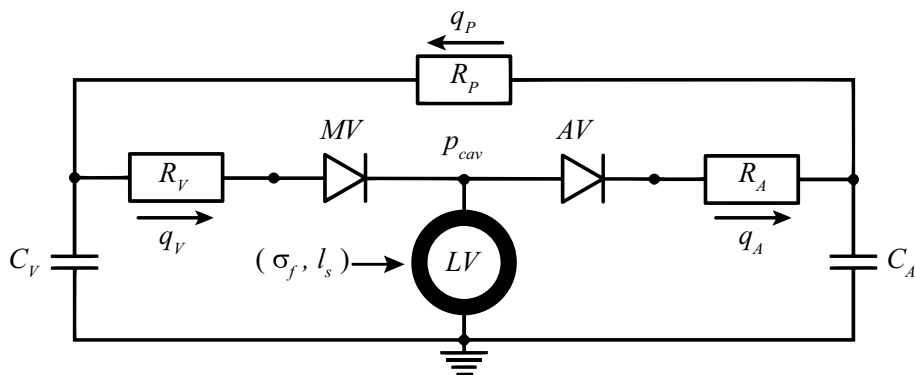 q_P
R_P
MV
p_cav
AV
R_V
R_A
q_V
q_A
C_V
( σ_f , l_s )
LV
C_A